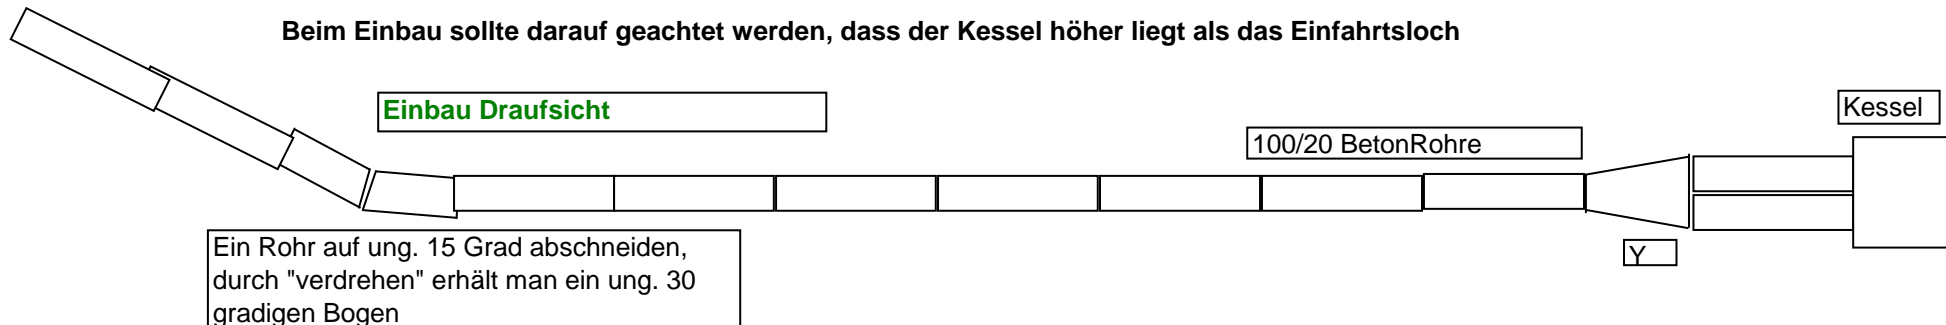 Beim Einbau sollte darauf geachtet werden, dass der Kessel höher liegt als das Einfahrtsloch
Einbau Draufsicht
Kessel
100/20 BetonRohre
Ein Rohr auf ung. 15 Grad abschneiden,
durch "verdrehen" erhält man ein ung. 30
gradigen Bogen
Y